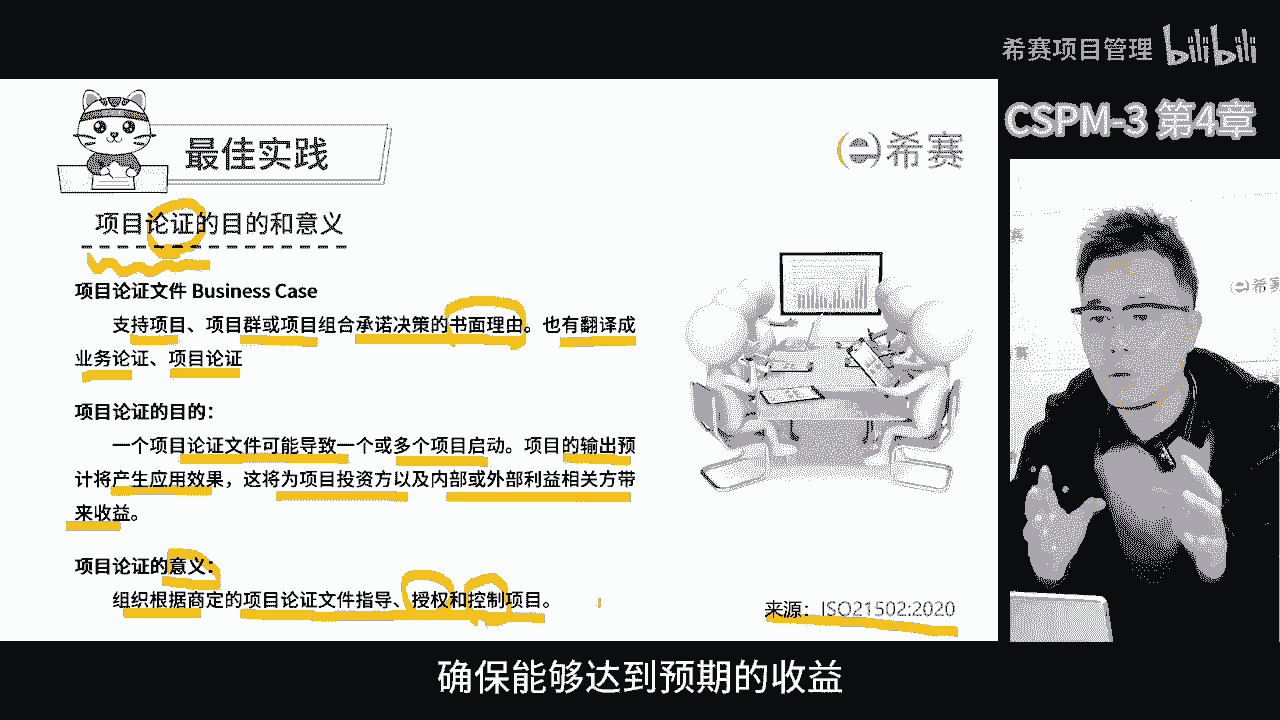 希赛项目管理 bilibili
CSPM-3 第4章
最佳实践
希赛
项目论证的目的和意义
项目论证文件 Business Case
支持项目、项目群或项目组合承诺决策的书面理由。也有翻译成
业务论证、项目论证
项目论证的目的：
一个项目论证文件可能导致一个或多个项目启动。项目的输出预
计将产生应用效果，这将为项目投资方以及内部或外部利益相关方带
来收益。
项目论证的意义：
组织根据商定的项目论证文件指导、授权和控制项目。
来源：ISO21502:2020
确保能够达到预期的收益